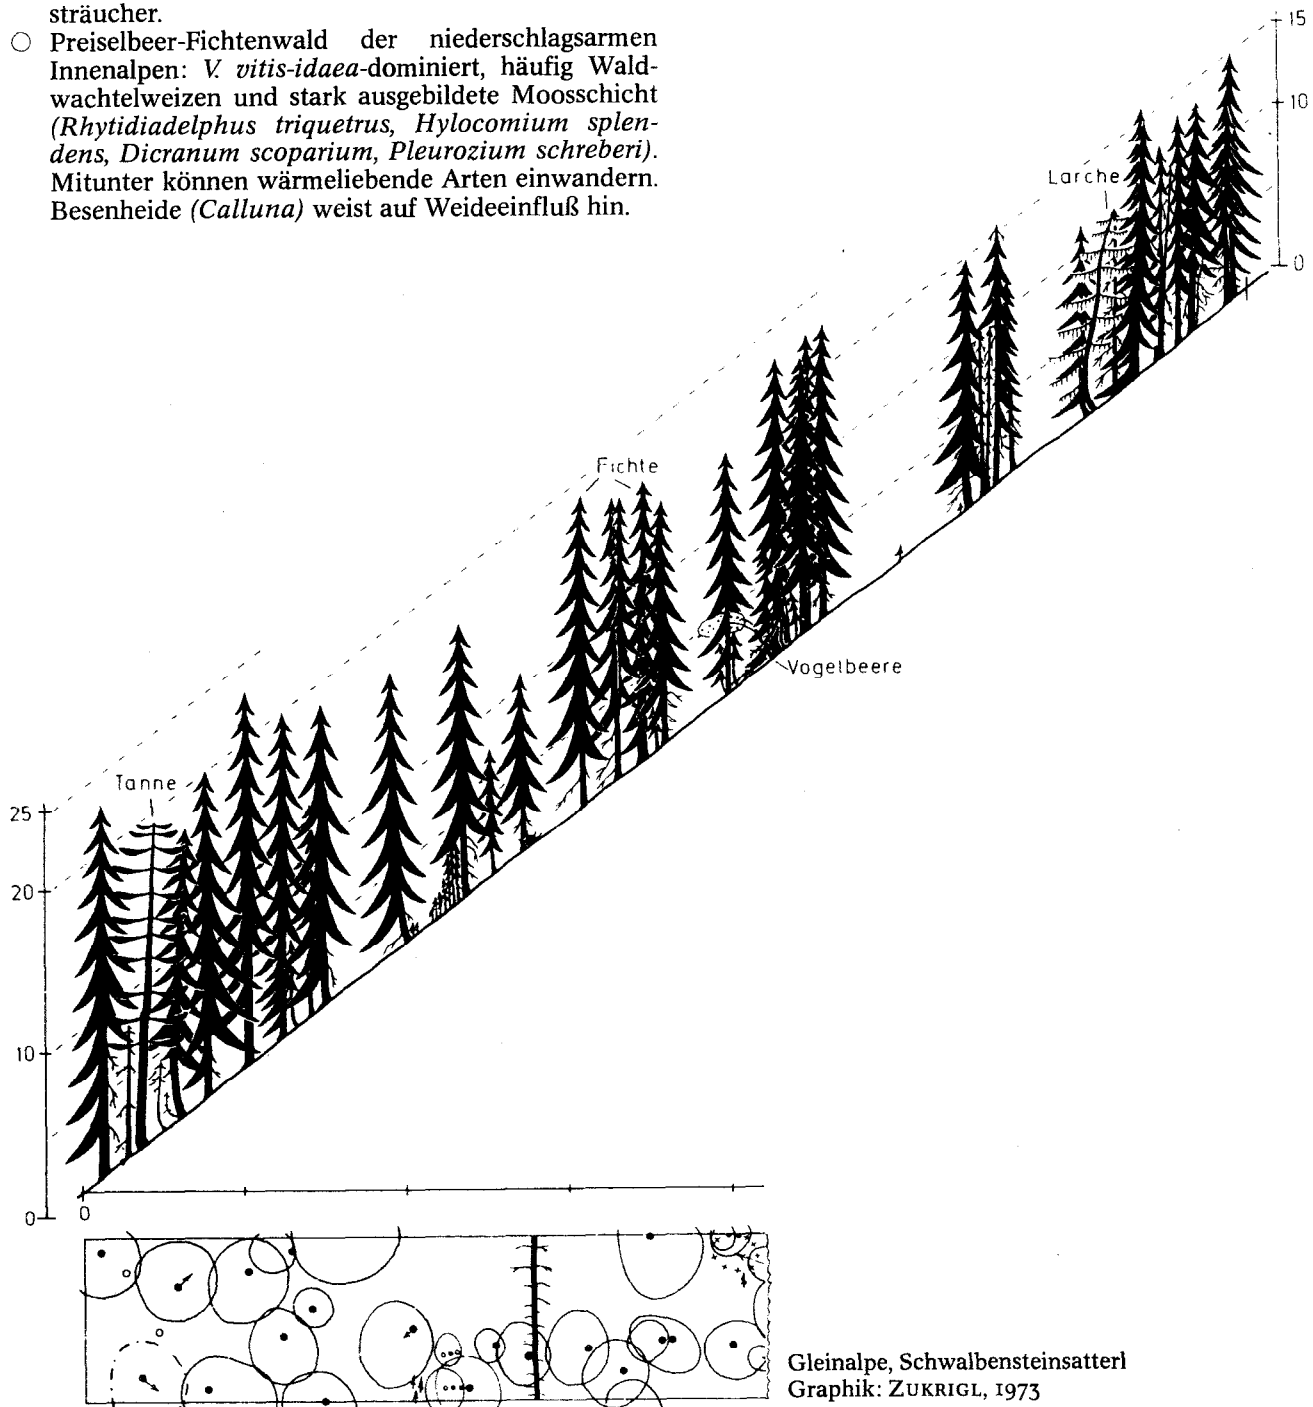 sträucher.
○ Preiselbeer-Fichtenwald der niederschlagsarmen
Innenalpen: V. vitis-idaea-dominiert, häufig Wald-
wachtelweizen und stark ausgebildete Moosschicht
(Rhytidiadelphus triquetrus, Hylocomium splen-
dens, Dicranum scoparium, Pleurozium schreberi).
Mitunter können wärmeliebende Arten einwandern.
Besenheide (Calluna) weist auf Weideeinfluß hin.
15
10
Lärche
0
Fichte
Vogelbeere
Tanne
25
20
10
0
0
Gleinalpe, Schwalbensteinsatterl
Graphik: ZUKRIGL, 1973